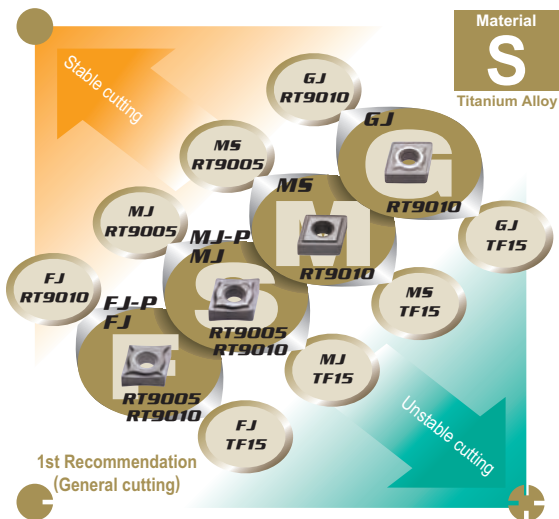 Material
S
Titanium Alloy
Stable cutting
GJ
RT9010
MS
RT9005
MJ
RT9005
FJ
RT9010
GJ
G
RT9010
MS
M
RT9010
MJ-P
MJ
S
RT9005
RT9010
FJ-P
FJ
F
RT9005
RT9010
GJ
TF15
MS
TF15
MJ
TF15
FJ
TF15
Unstable cutting
1st Recommendation
(General cutting)